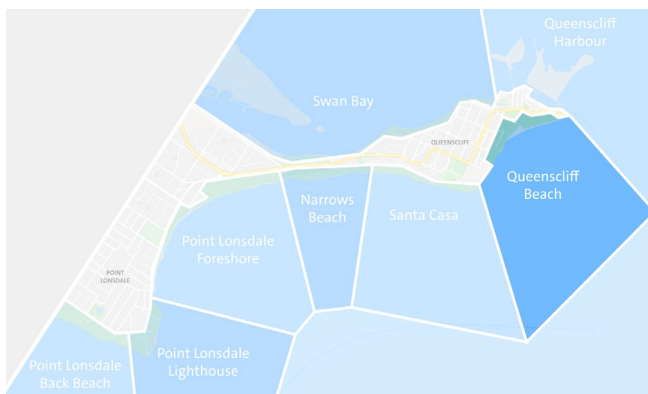 Queenscliff
Harbour
Swan Bay
QUEENSCLIFF
Queenscliff
Beach
Narrows
Beach
Santa Casa
Point Lonsdale
Foreshore
POINT
LONSDALE
Point Lonsdale
Lighthouse
Point Lonsdale
Back Beach